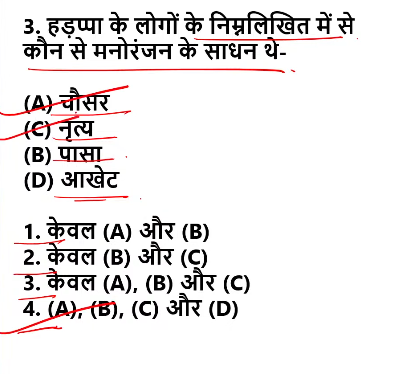 3. हड़प्पा के लोगों के निम्नलिखित में से
कौन से मनोरंजन के साधन थे-
(A) चौसर
(C) नृत्य
(B) पासा
(D) आखेट
1. केवल (A) और (B)
2. केवल (B) और (C)
3. केवल (A), (B) और (C)
4. (A), (B), (C) और (D)